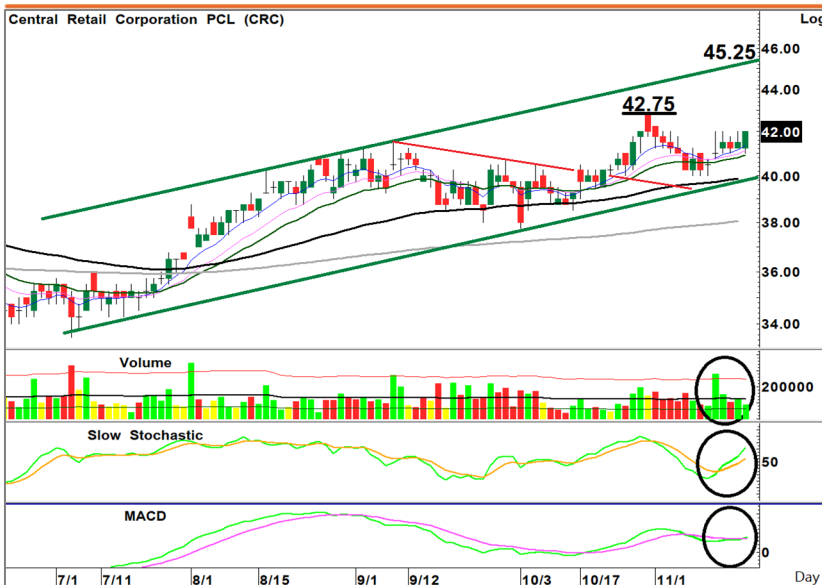 Central Retail Corporation PCL (CRC)
Log
46.00
45.25
44.00
42.75
42.00
40.00
38.00
36.00
34.00
Volume
200000
Slow Stochastic
50
MACD
0
7/1 7/11 8/1 8/15 9/1 9/12 10/3 10/17 11/1 Day